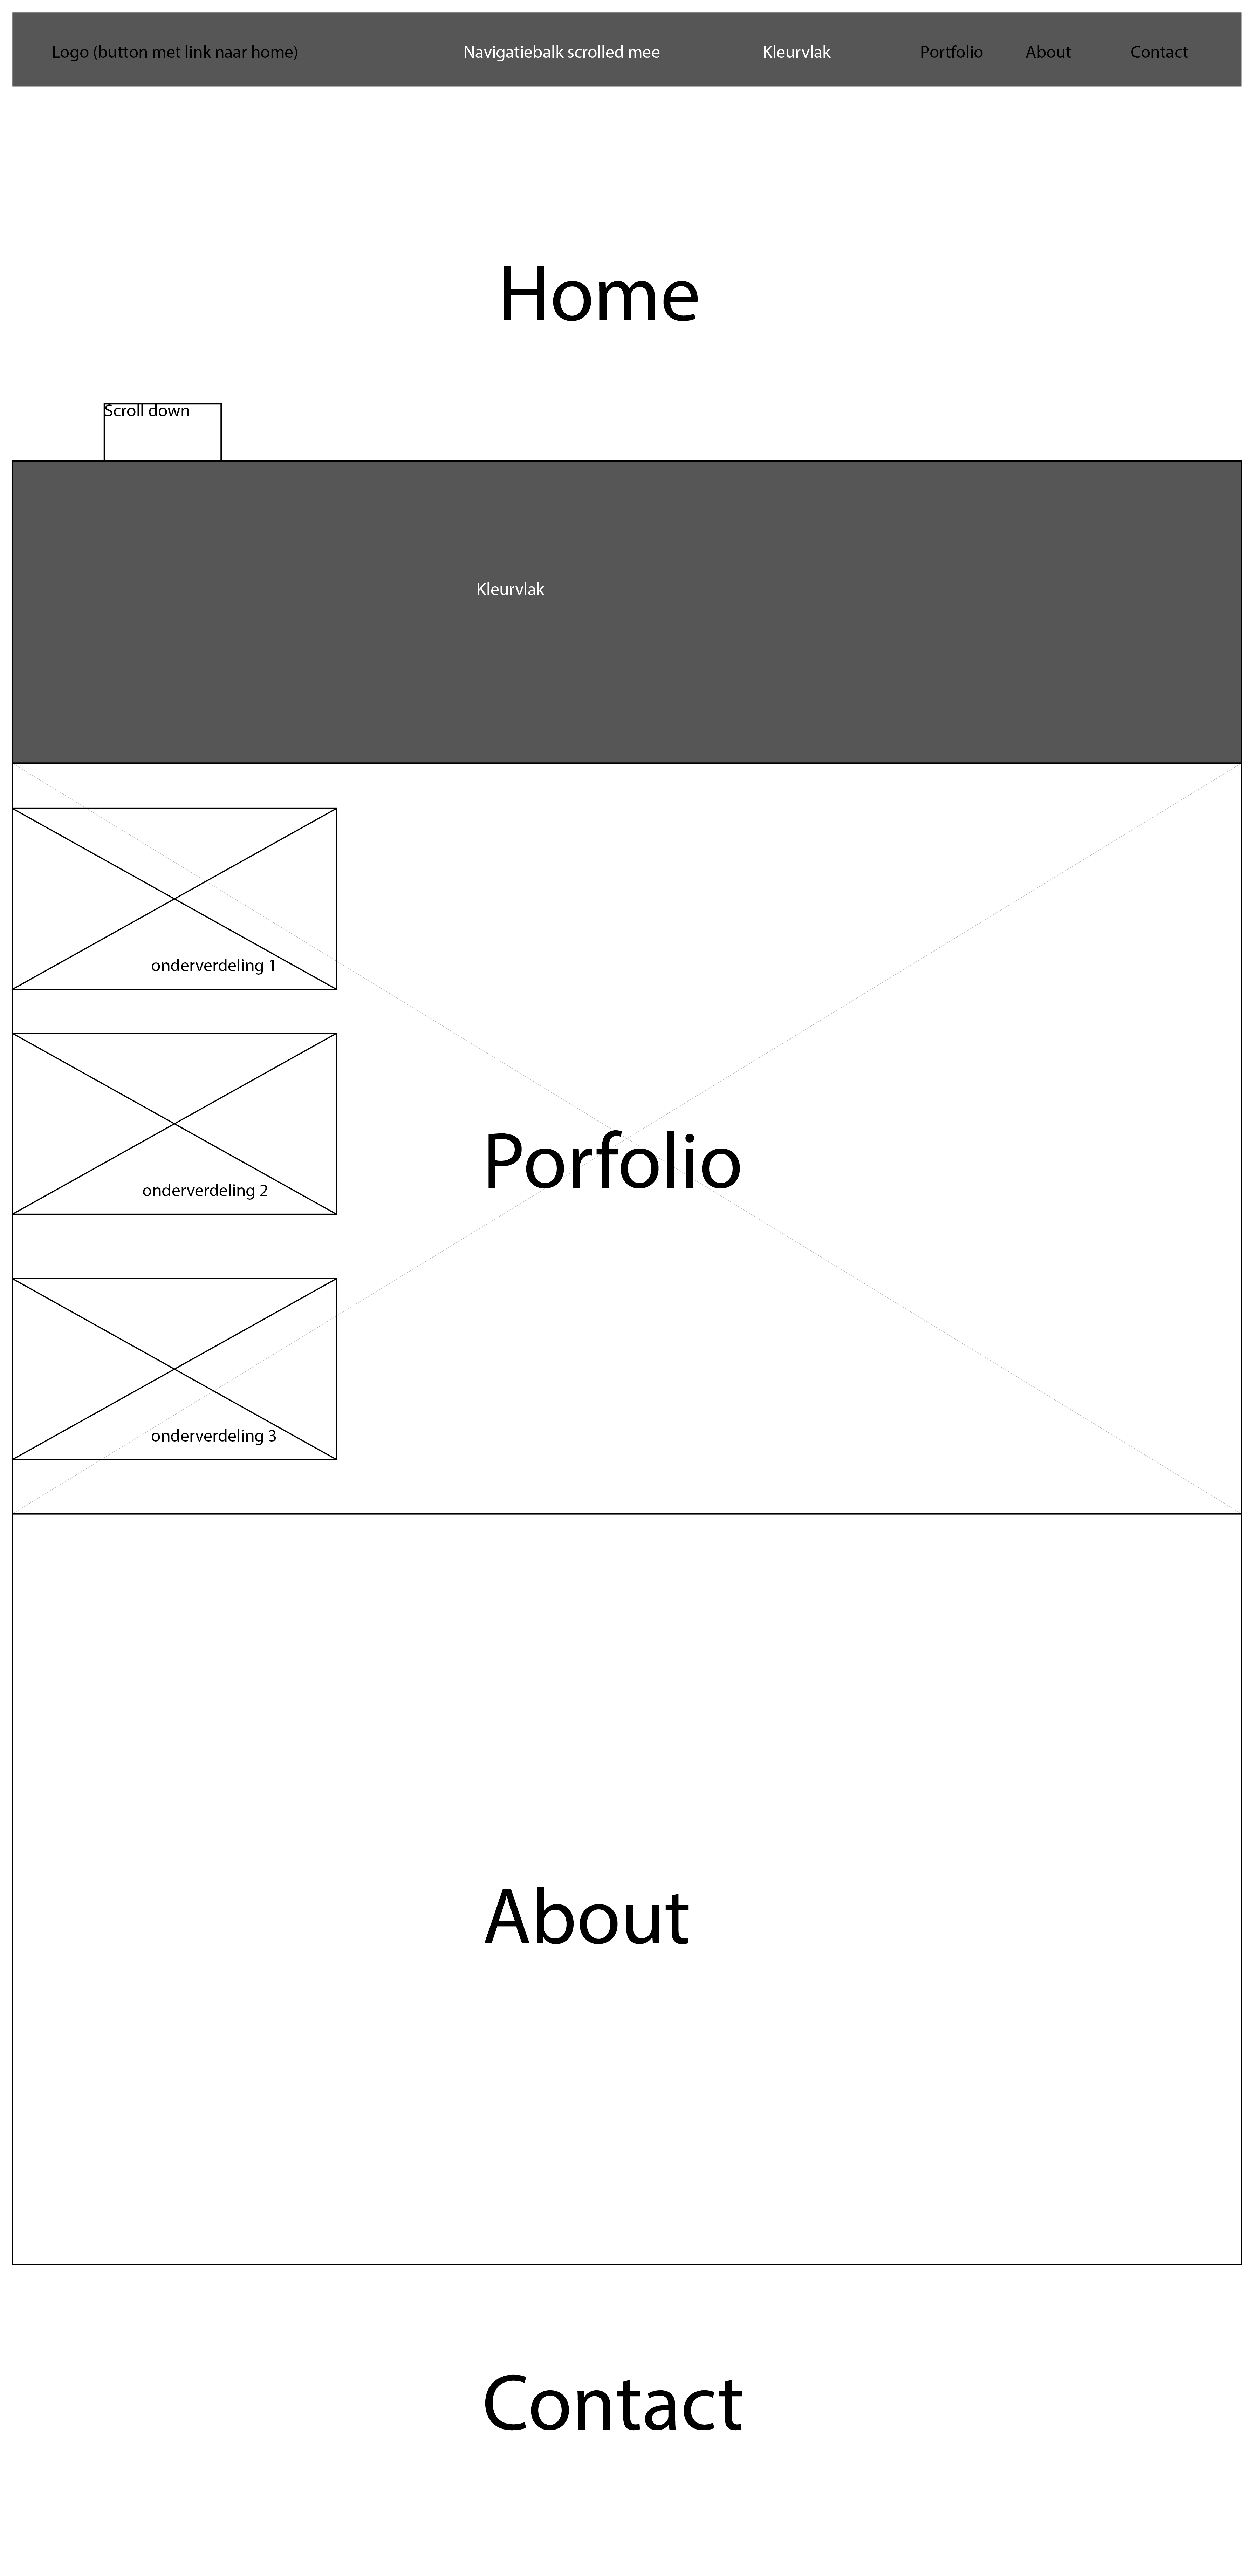 Logo (button met link naar home)
Navigatiebalk scrolled mee
Kleurvlak
Portfolio
About
Contact
Home
Scroll down
Kleurvlak
onderverdeling 1
onderverdeling 2
Porfolio
onderverdeling 3
About
Contact